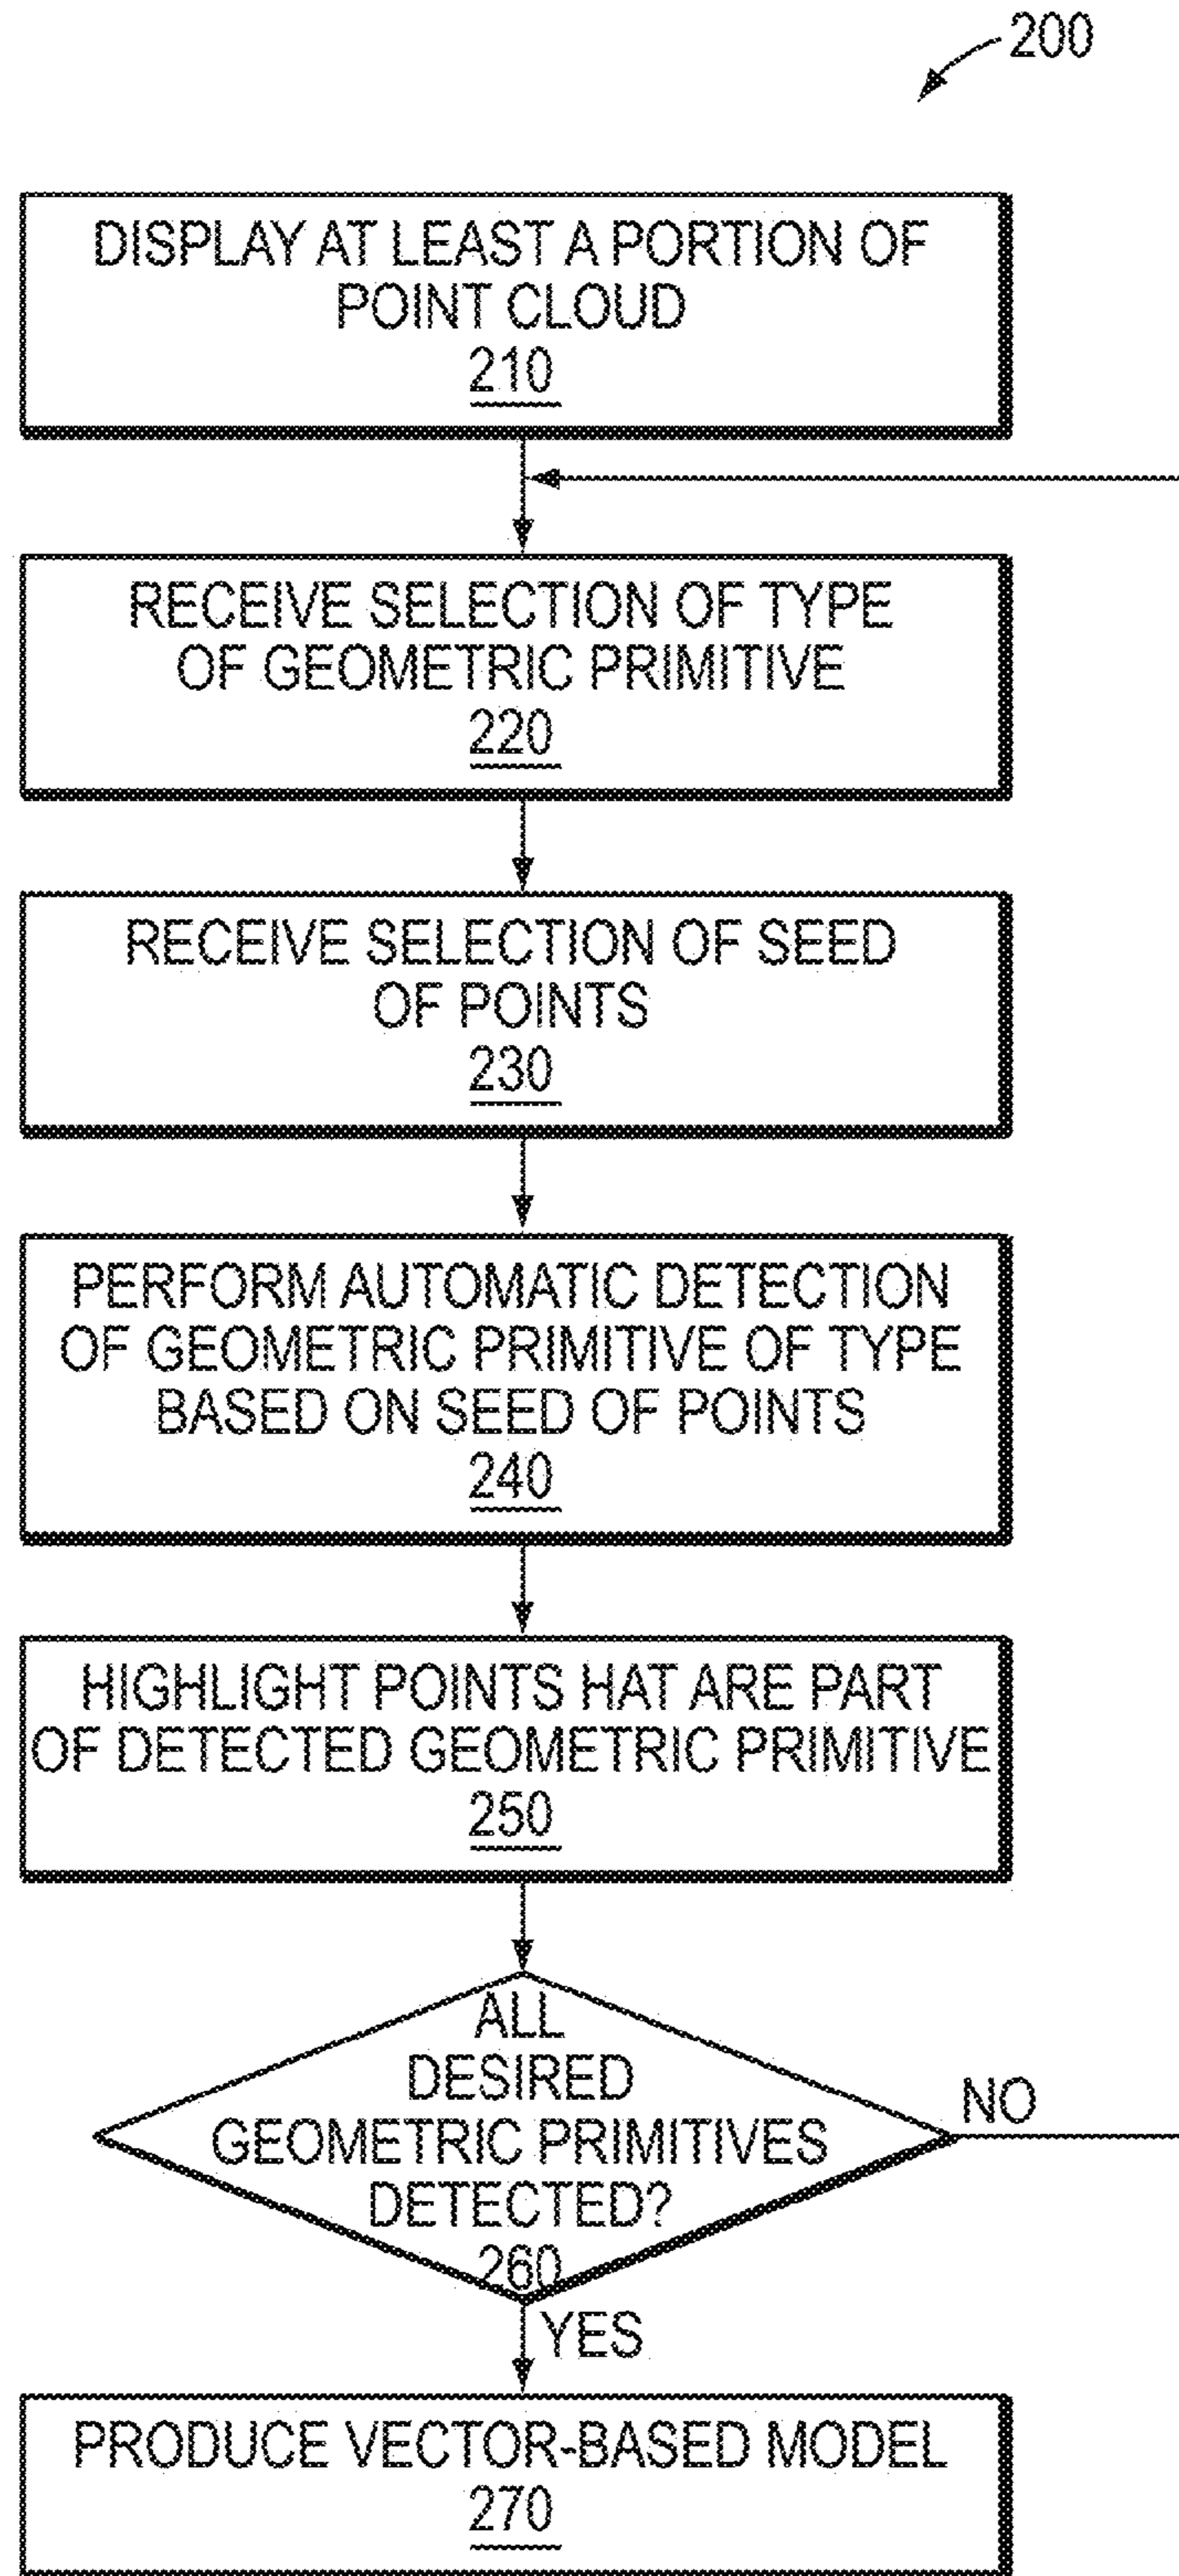 200
DISPLAY AT LEAST A PORTION OF
POINT CLOUD
210
RECEIVE SELECTION OF TYPE
OF GEOMETRIC PRIMITIVE
220
RECEIVE SELECTION OF SEED
OF POINTS
230
PERFORM AUTOMATIC DETECTION
OF GEOMETRIC PRIMITIVE OF TYPE
BASED ON SEED OF POINTS
240
HIGHLIGHT POINTS HAT ARE PART
OF DETECTED GEOMETRIC PRIMITIVE
250
ALL
DESIRED
GEOMETRIC PRIMITIVES
DETECTED?
260
NO
YES
PRODUCE VECTOR-BASED MODEL
270